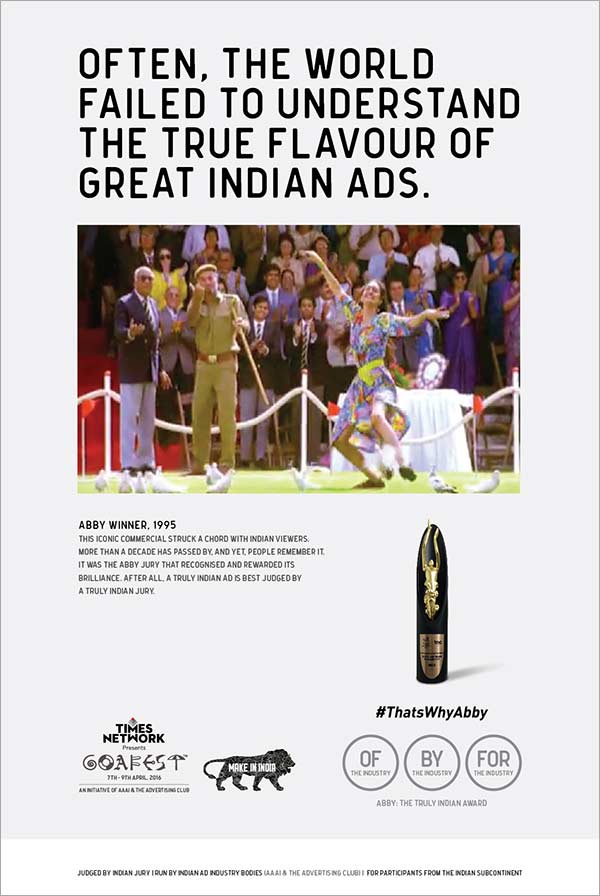 OFTEN, THE WORLD
FAILED TO UNDERSTAND
THE TRUE FLAVOUR OF
GREAT INDIAN ADS.
ABBY WINNER, 1995
THIS ICONIC COMMERCIAL STRUCK A CHORD WITH INDIAN VIEWERS.
MORE THAN A DECADE HAS PASSED BY, AND YET, PEOPLE REMEMBER IT.
IT WAS THE ABBY JURY THAT RECOGNISED AND REWARDED ITS
BRILLIANCE. AFTER ALL, A TRULY INDIAN AD IS BEST JUDGED BY
A TRULY INDIAN JURY.
#ThatsWhyAbby
TIMES
NETWORK
Presents
GOAFEST
7TH - 9TH APRIL, 2016
AN INITIATIVE OF AAAI & THE ADVERTISING CLUB
MAKE IN INDIA
OF
THE INDUSTRY
BY
THE INDUSTRY
FOR
THE INDUSTRY
ABBY: THE TRULY INDIAN AWARD
JUDGED BY INDIAN JURY | RUN BY INDIAN AD INDUSTRY BODIES (AAAI & THE ADVERTISING CLUB) | FOR PARTICIPANTS FROM THE INDIAN SUBCONTINENT